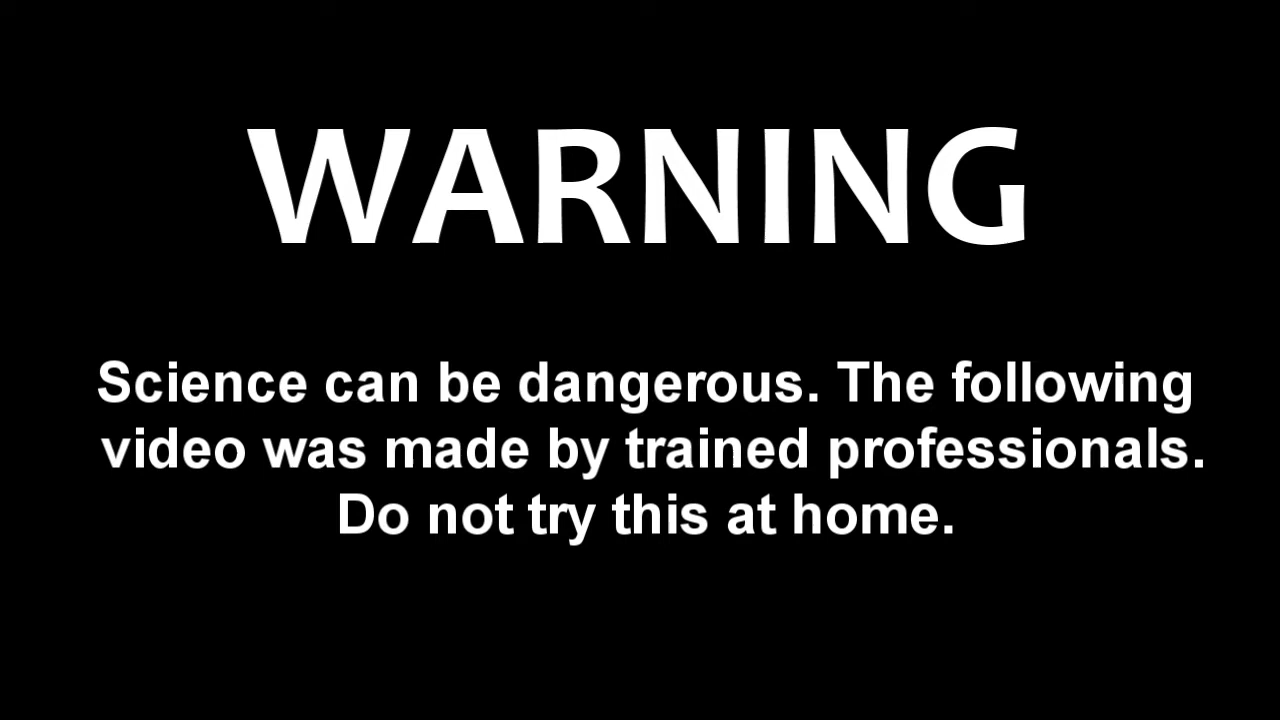 WARNING
Science can be dangerous. The following
video was made by trained professionals.
Do not try this at home.